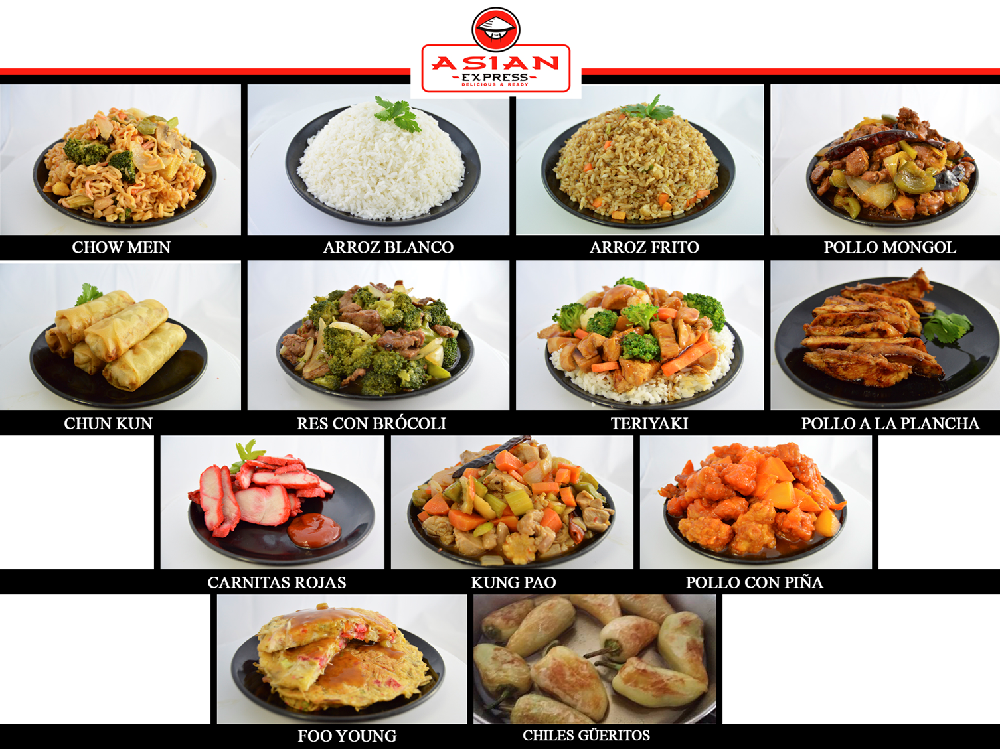 ASIAN
-EXPRESS-
DELICIOUS & READY
CHOW MEIN
ARROZ BLANCO
ARROZ FRITO
POLLO MONGOL
CHUN KUN
RES CON BRÓCOLI
TERIYAKI
POLLO A LA PLANCHA
CARNITAS ROJAS
KUNG PAO
POLLO CON PIÑA
FOO YOUNG
CHILES GÜERITOS